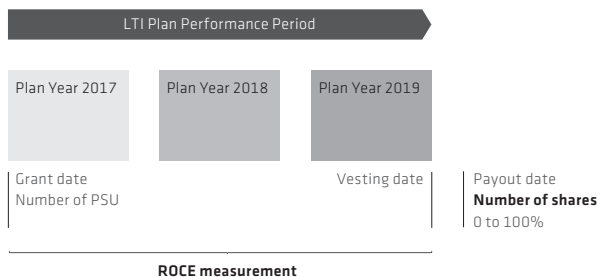 LTI Plan Performance Period
Plan Year 2017
Plan Year 2018
Plan Year 2019
Grant date
Number of PSU
Vesting date
Payout date
Number of shares
0 to 100%
ROCE measurement